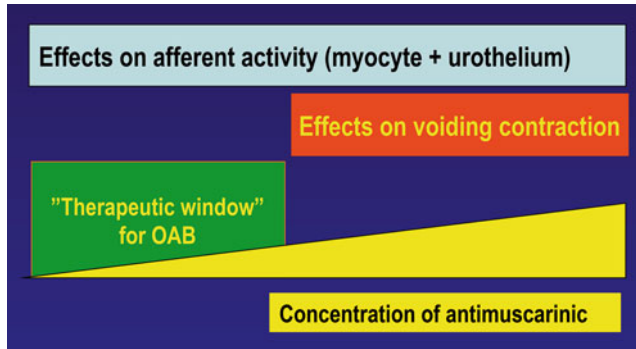 Effects on afferent activity (myocyte + urothelium)
Effects on voiding contraction
”Therapeutic window”
for OAB
Concentration of antimuscarinic